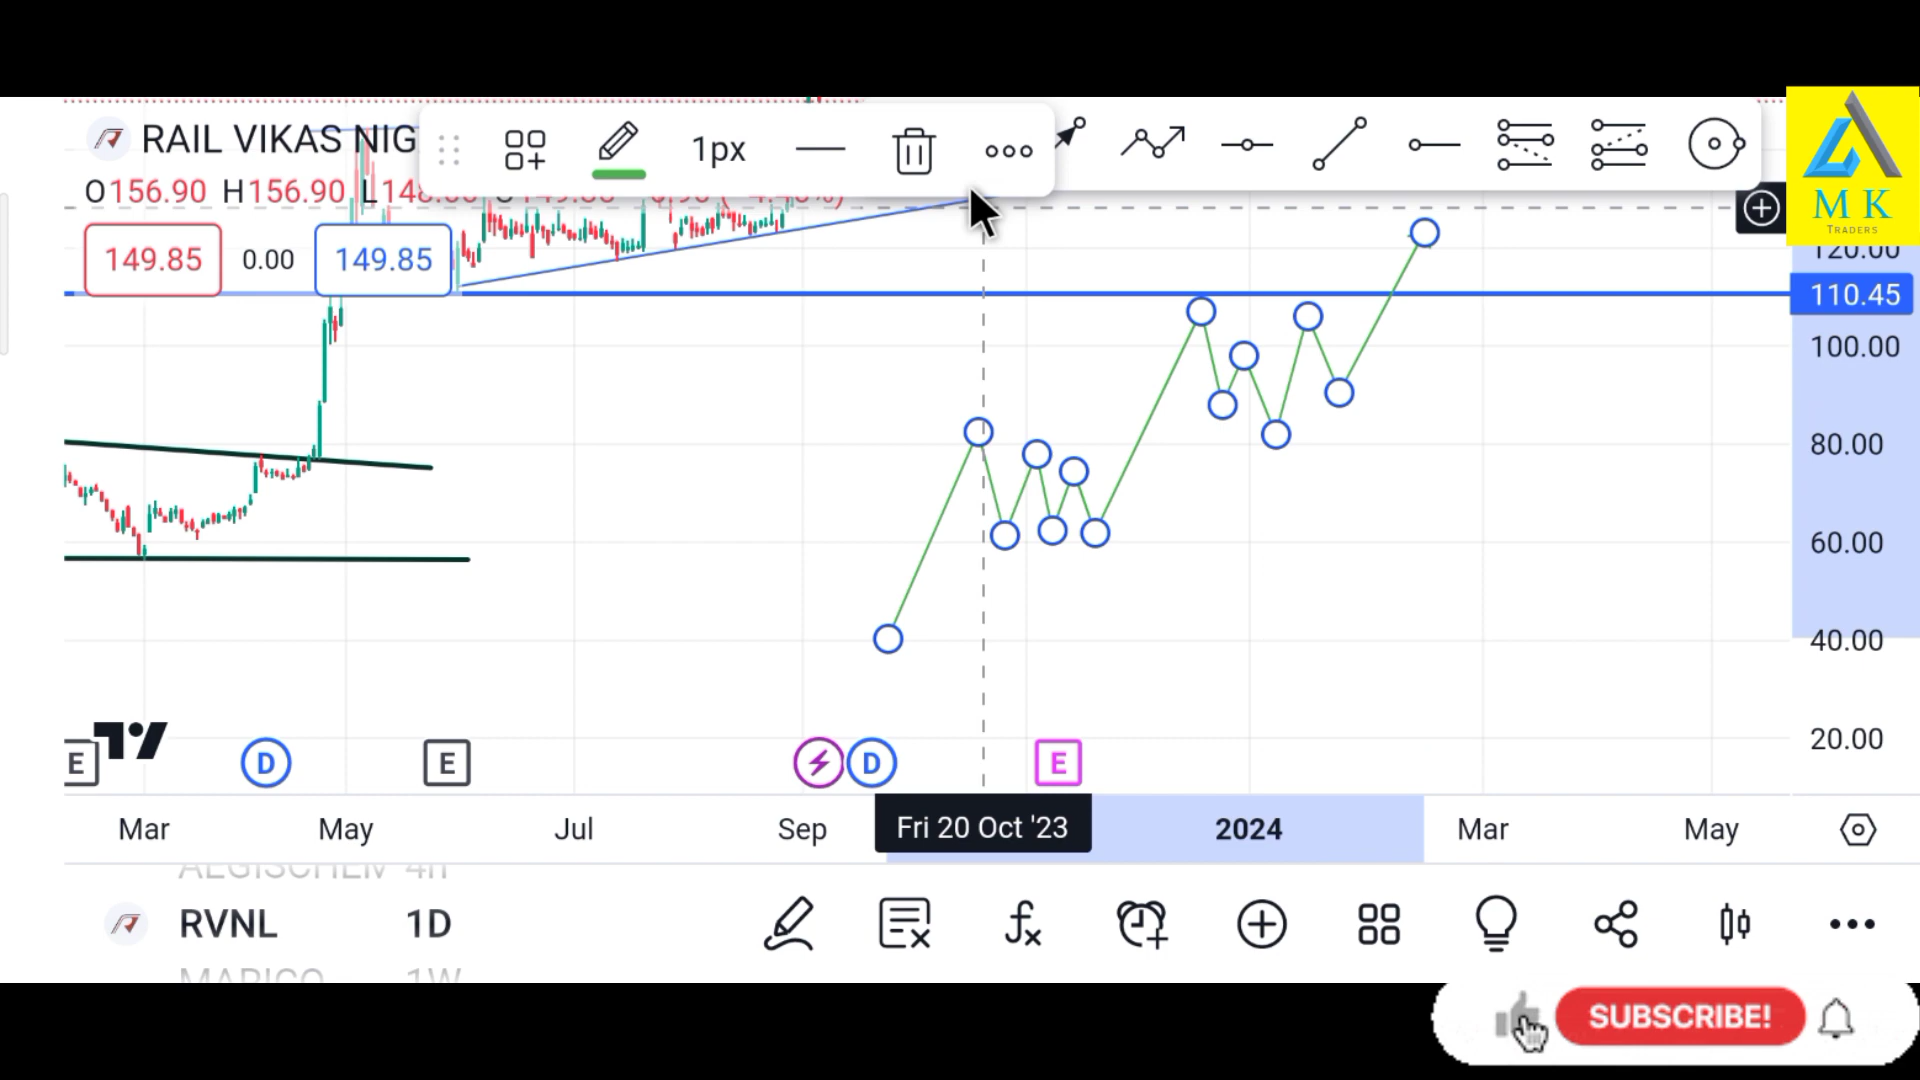 RAIL VIKAS NIG
1px
O156.90 H156.90
149.85
0.00
149.85
M K
TRADERS
120.00
110.45
100.00
80.00
60.00
40.00
20.00
E
D
E
D
E
Mar
May
Jul
Sep
Fri 20 Oct '23
2024
Mar
May
RVNL 1D
SUBSCRIBE!